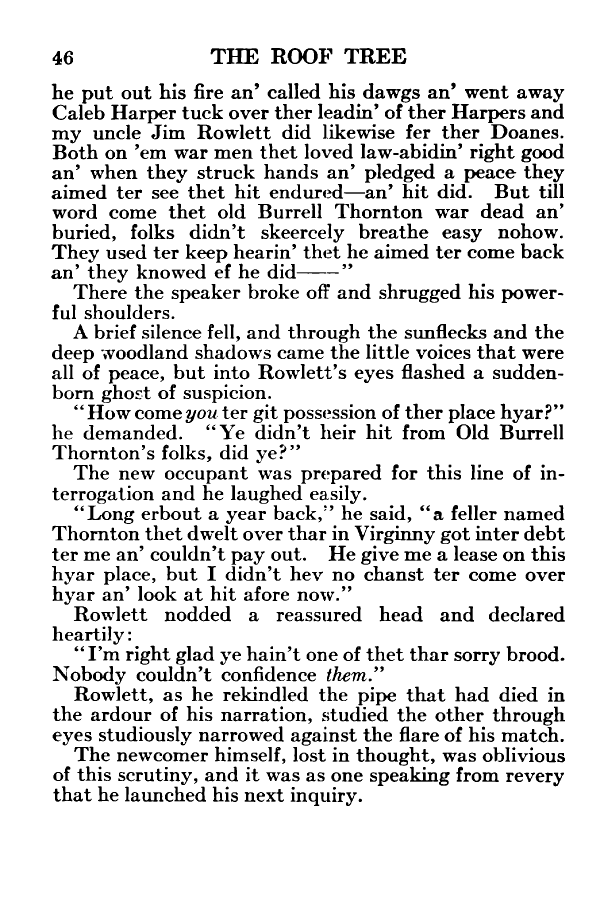 46 THE ROOF TREE
he put out his fire an' called his dawgs an' went away
Caleb Harper tuck over ther leadin' of ther Harpers and
my uncle Jim Rowlett did likewise fer ther Doanes.
Both on 'em war men thet loved law-abidin' right good
an' when they struck hands an' pledged a peace they
aimed ter see thet hit endured—an' hit did. But till
word come thet old Burrell Thornton war dead an'
buried, folks didn't skeercely breathe easy nohow.
They used ter keep hearin' thet he aimed ter come back
an' they knowed ef he did——"
There the speaker broke off and shrugged his power-
ful shoulders.
A brief silence fell, and through the sunflecks and the
deep woodland shadows came the little voices that were
all of peace, but into Rowlett's eyes flashed a sudden-
born ghost of suspicion.
"How come you ter git possession of ther place hyar?"
he demanded. "Ye didn't heir hit from Old Burrell
Thornton's folks, did ye?"
The new occupant was prepared for this line of in-
terrogation and he laughed easily.
"Long erbout a year back," he said, "a feller named
Thornton thet dwelt over thar in Virginny got inter debt
ter me an' couldn't pay out. He give me a lease on this
hyar place, but I didn't hev no chanst ter come over
hyar an' look at hit afore now."
Rowlett nodded a reassured head and declared
heartily:
"I'm right glad ye hain't one of thet thar sorry brood.
Nobody couldn't confidence them."
Rowlett, as he rekindled the pipe that had died in
the ardour of his narration, studied the other through
eyes studiously narrowed against the flare of his match.
The newcomer himself, lost in thought, was oblivious
of this scrutiny, and it was as one speaking from revery
that he launched his next inquiry.